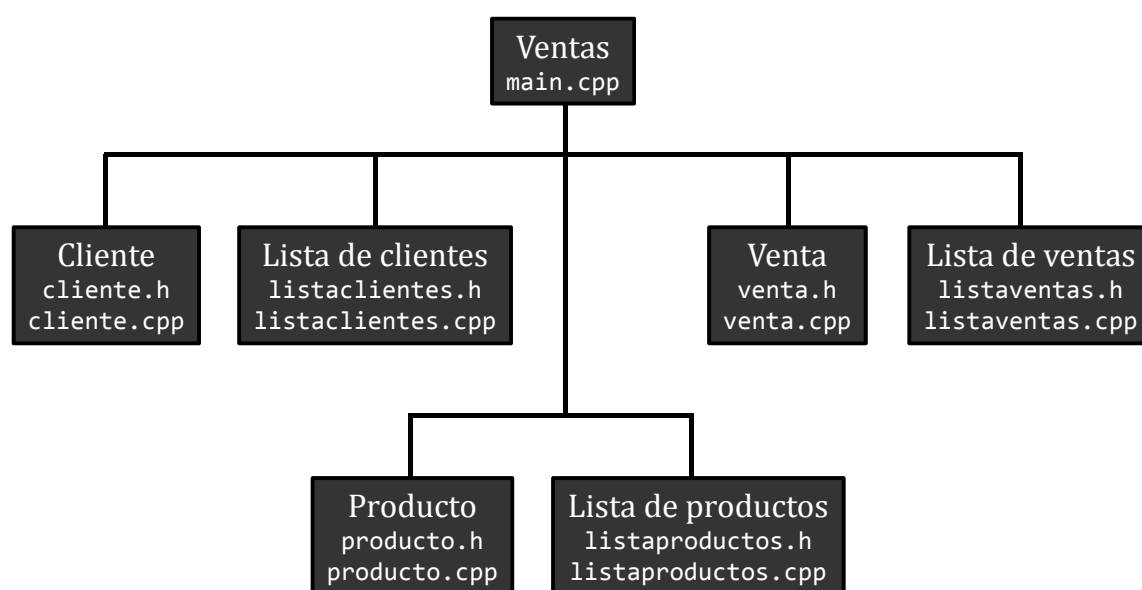 Ventas
main.cpp
Cliente
cliente.h
cliente.cpp
Lista de clientes
listaclientes.h
listaclientes.cpp
Venta
venta.h
venta.cpp
Lista de ventas
listaventas.h
listaventas.cpp
Producto
producto.h
producto.cpp
Lista de productos
listaproductos.h
listaproductos.cpp